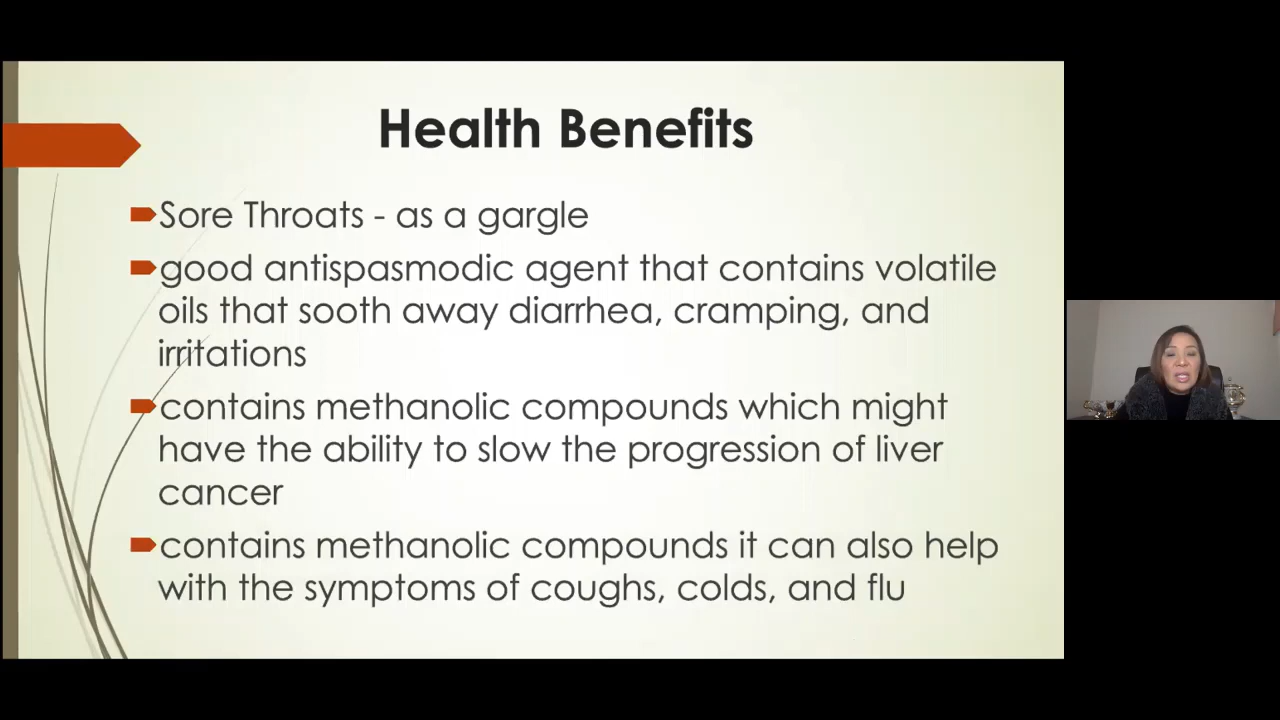 Health Benefits
Sore Throats - as a gargle
good antispasmodic agent that contains volatile
oils that sooth away diarrhea, cramping, and
irritations
contains methanolic compounds which might
have the ability to slow the progression of liver
cancer
contains methanolic compounds it can also help
with the symptoms of coughs, colds, and flu